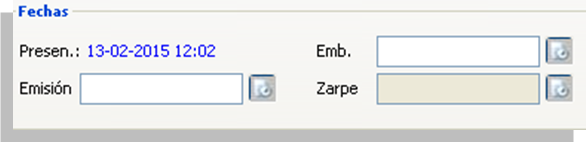 Fechas
Presen.: 13-02-2015 12:02 Emb.
Emisión Zarpe